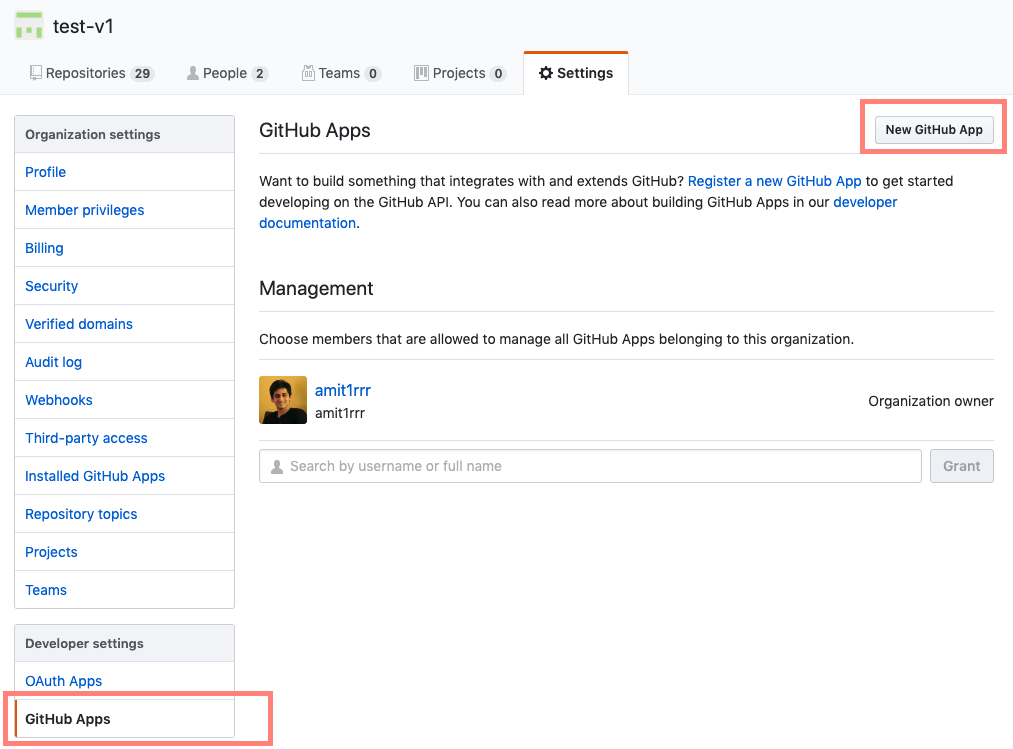 test-v1
Repositories 29 People 2 Teams 0 Projects 0 Settings
Organization settings
Profile
Member privileges
Billing
Security
Verified domains
Audit log
Webhooks
Third-party access
Installed GitHub Apps
Repository topics
Projects
Teams
Developer settings
OAuth Apps
GitHub Apps
GitHub Apps
New GitHub App
Want to build something that integrates with and extends GitHub? Register a new GitHub App to get started
developing on the GitHub API. You can also read more about building GitHub Apps in our developer
documentation.
Management
Choose members that are allowed to manage all GitHub Apps belonging to this organization.
amit1rrr
amit1rrr
Organization owner
Search by username or full name
Grant